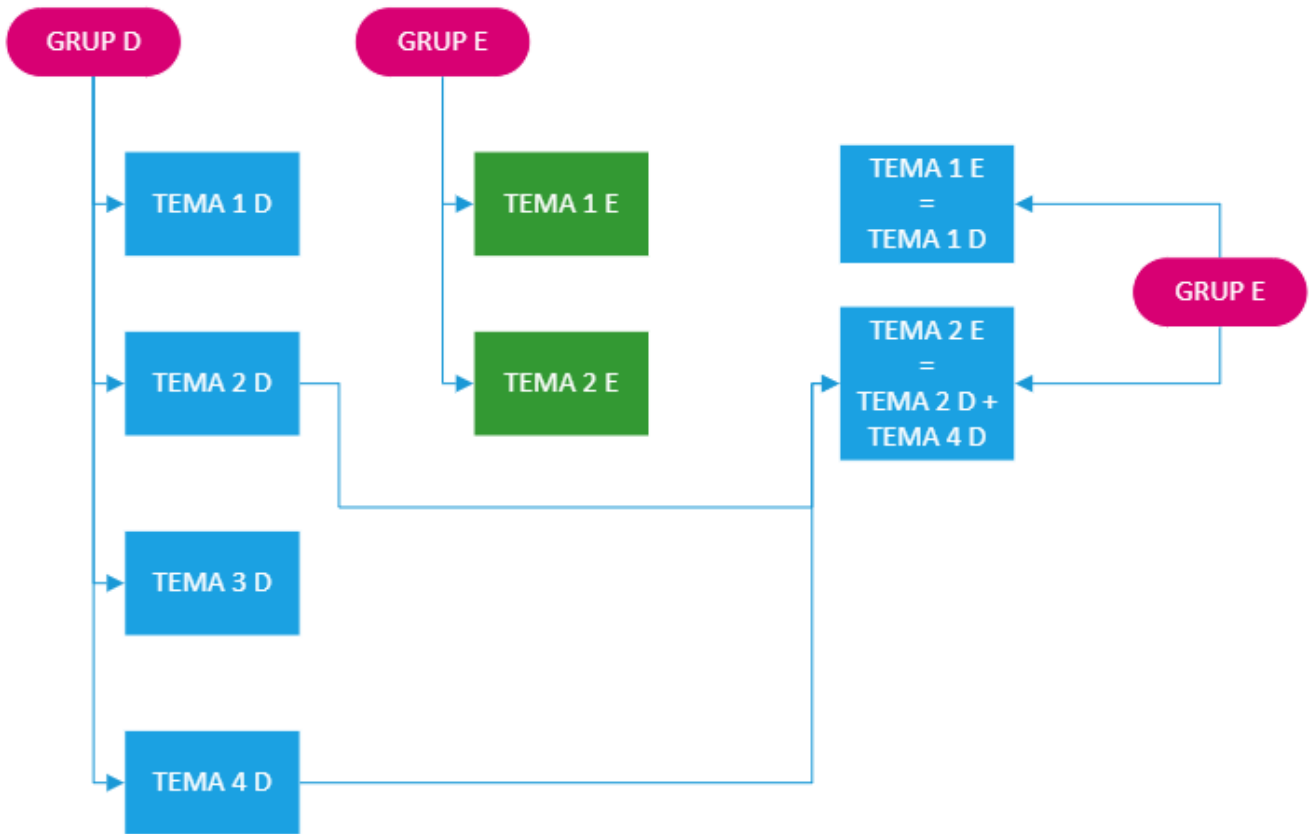 GRUP D
GRUP E
TEMA 1 D
TEMA 1 E
TEMA 1 E
=
TEMA 1 D
GRUP E
TEMA 2 D
TEMA 2 E
TEMA 2 E
=
TEMA 2 D +
TEMA 4 D
TEMA 3 D
TEMA 4 D